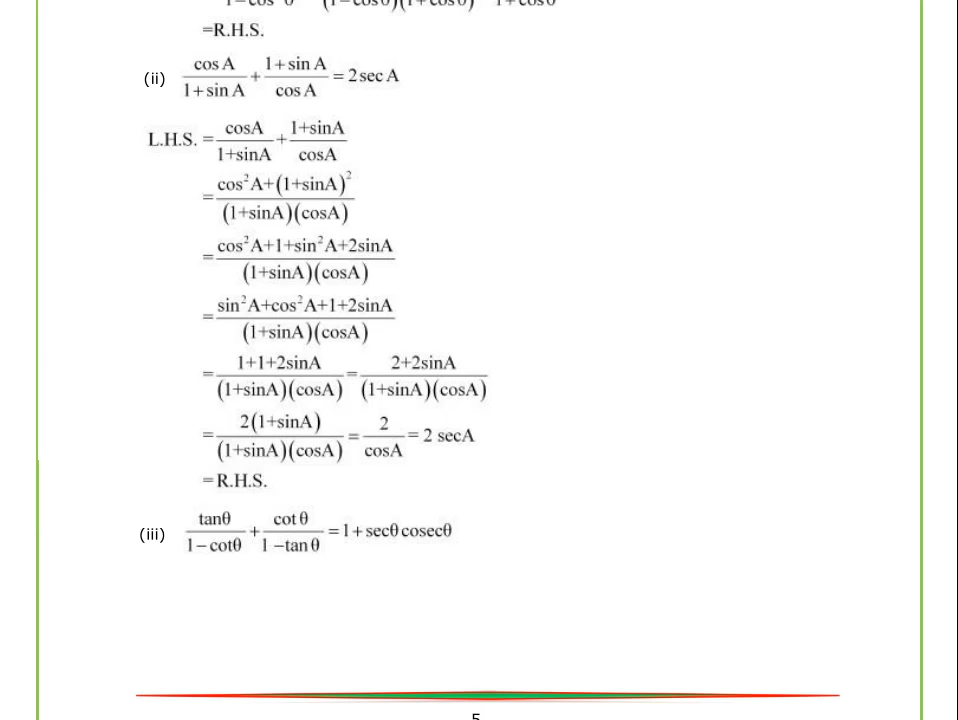 =R.H.S.
(ii) cos A/(1+sin A) + (1+sin A)/cos A = 2 sec A
L.H.S. = cosA/(1+sinA) + (1+sinA)/cosA
= (cos²A+(1+sinA)²)/((1+sinA)(cosA))
= (cos²A+1+sin²A+2sinA)/((1+sinA)(cosA))
= (sin²A+cos²A+1+2sinA)/((1+sinA)(cosA))
= (1+1+2sinA)/((1+sinA)(cosA)) = (2+2sinA)/((1+sinA)(cosA))
= 2(1+sinA)/((1+sinA)(cosA)) = 2/cosA = 2 secA
= R.H.S.
(iii) tanθ/(1−cotθ) + cot θ/(1−tan θ) = 1 + secθ cosecθ
5